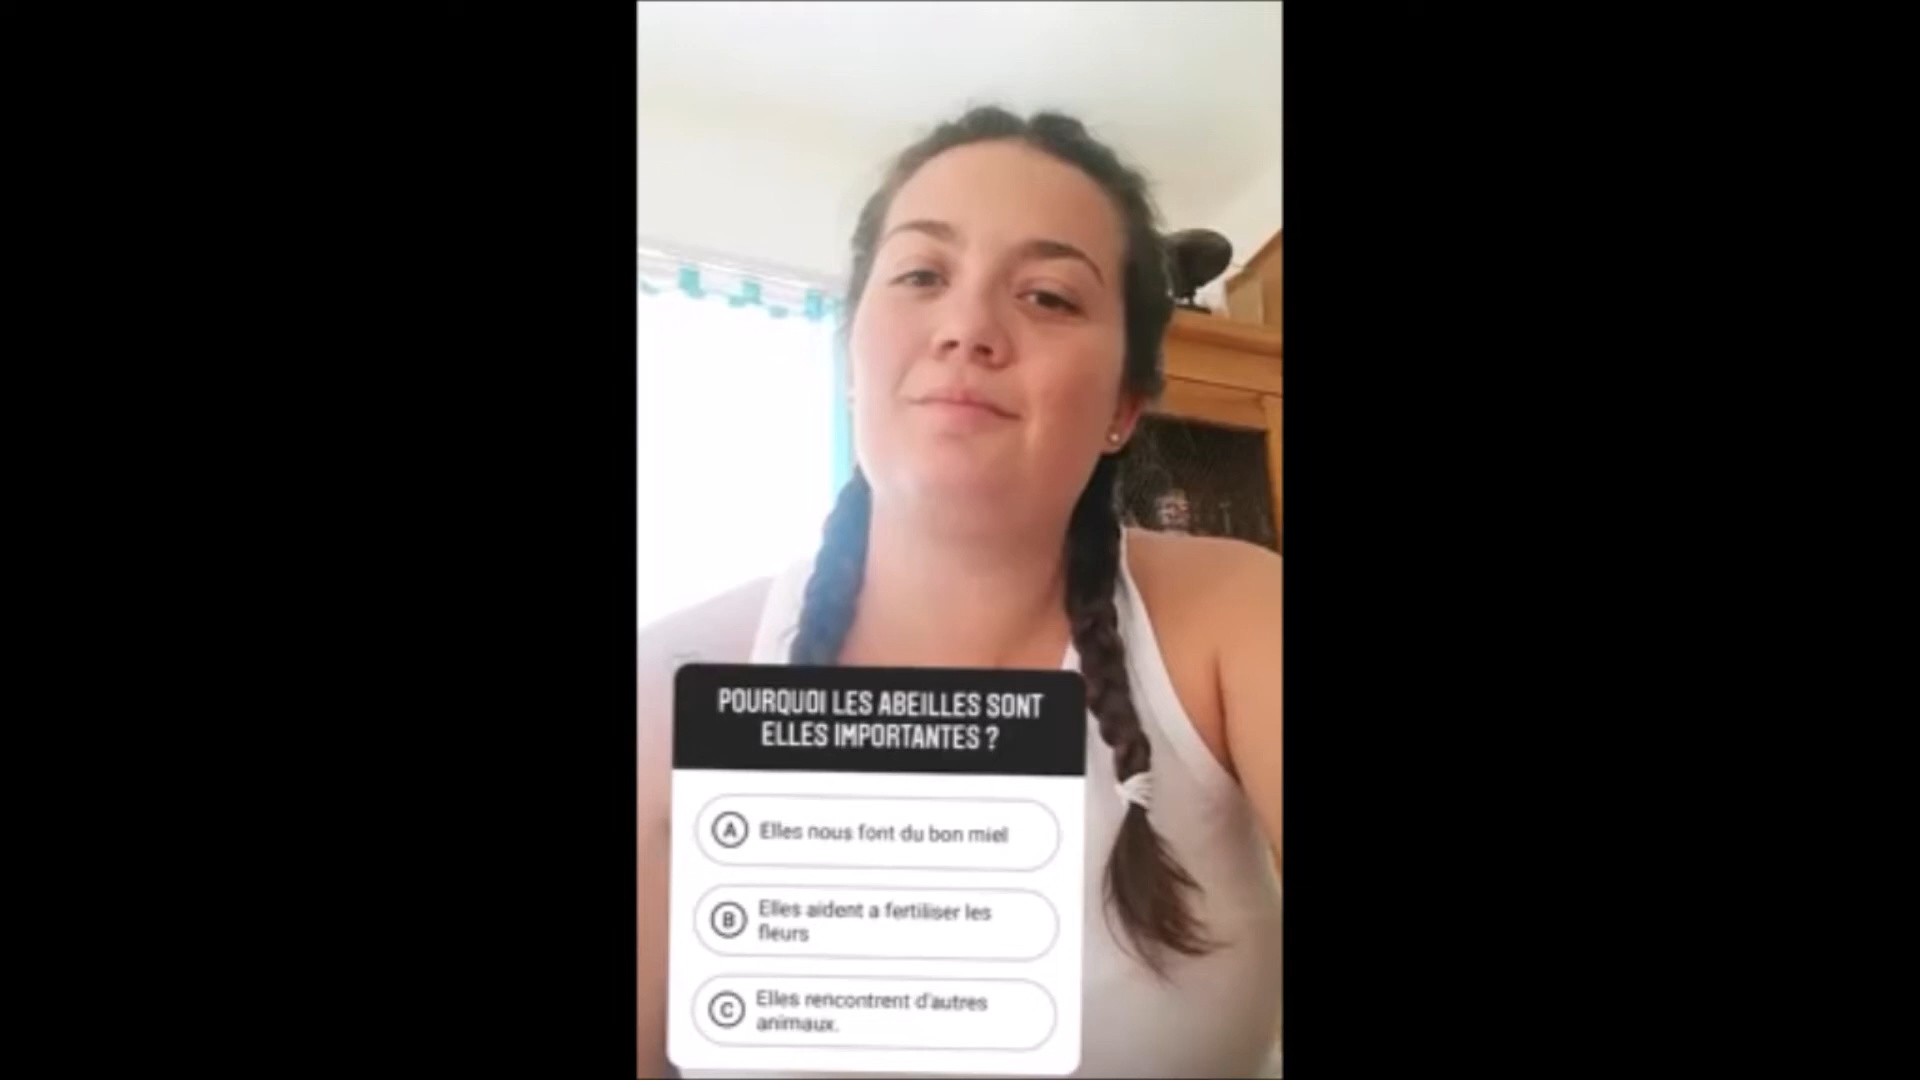 POURQUOI LES ABEILLES SONT
ELLES IMPORTANTES ?
A Elles nous font du bon miel
B Elles aident a fertiliser les
fleurs
C Elles rencontrent d'autres
animaux.